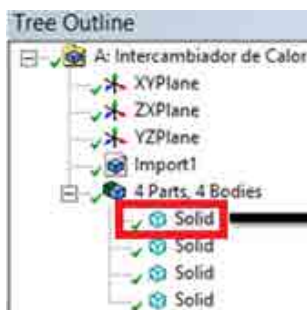 Tree Outline
A: Intercambiador de Calor
XYPlane
ZXPlane
YZPlane
Import1
4 Parts, 4 Bodies
Solid
Solid
Solid
Solid